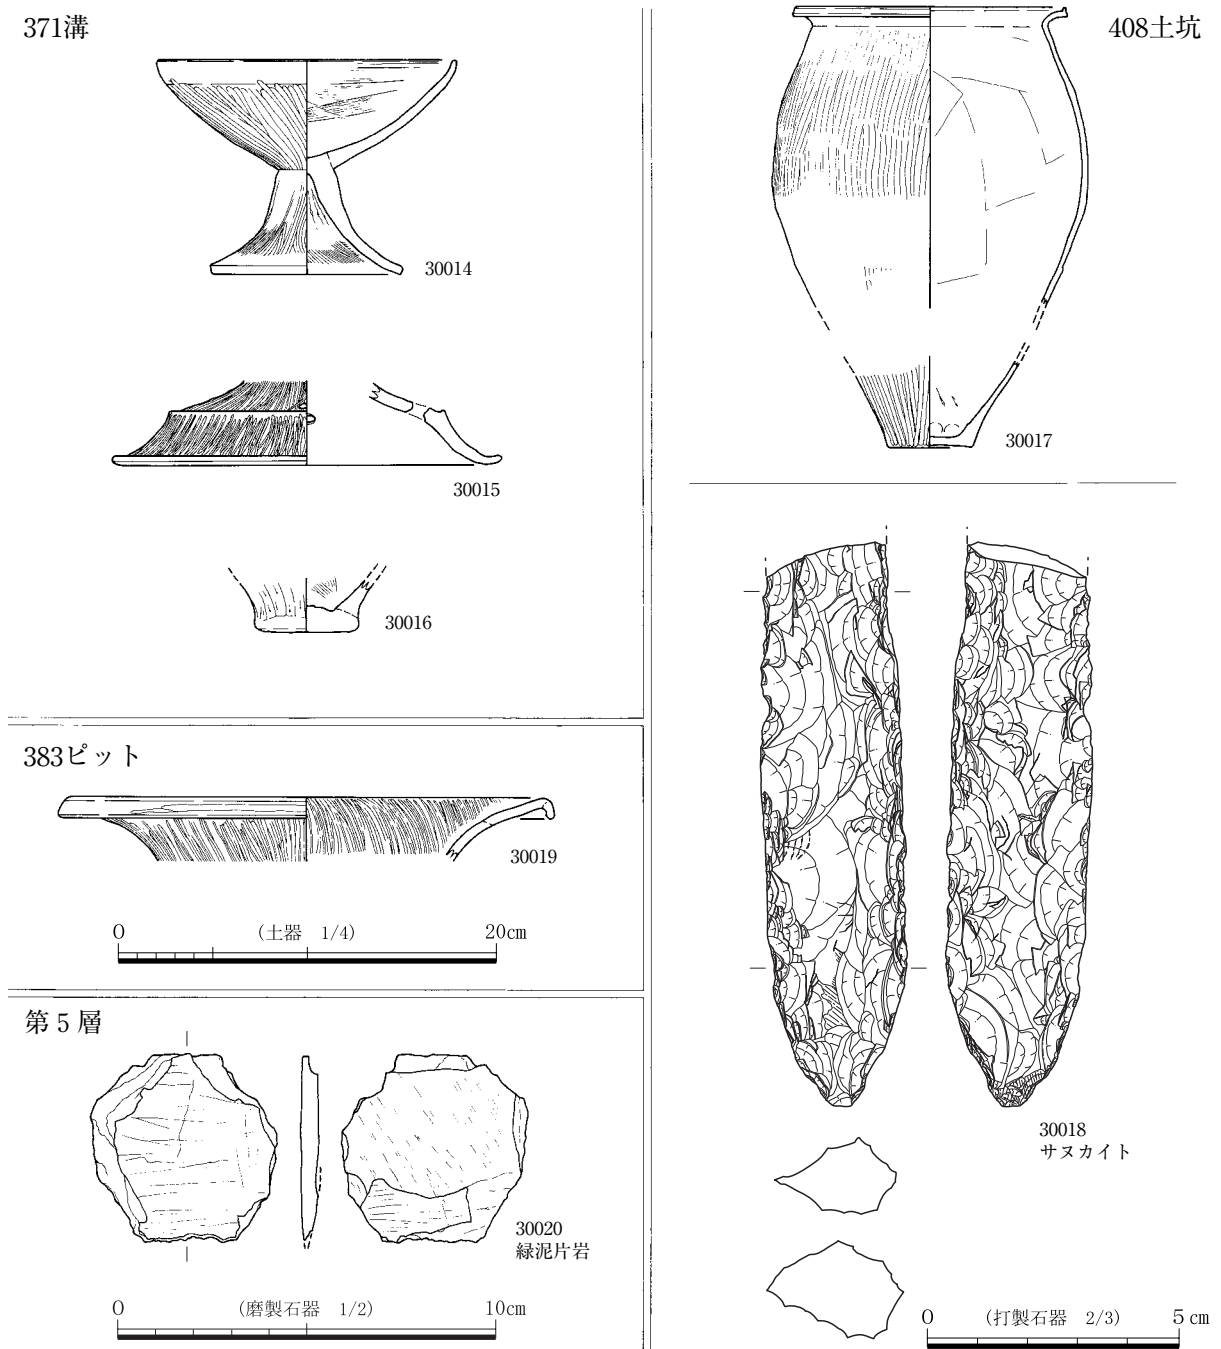 371溝
30014
30015
30016
383ピット
30019
0 (土器 1/4) 20cm
第5層
30020
緑泥片岩
0 (磨製石器 1/2) 10cm
408土坑
30017
30018
サヌカイト
0 (打製石器 2/3) 5cm